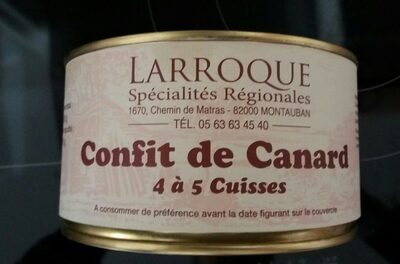 LARROQUE
Spécialités Régionales
1670, Chemin de Matras - 82000 MONTAUBAN
TÉL. 05 63 63 45 40
Confit de Canard
4 à 5 Cuisses
A consommer de préférence avant la date figurant sur le couvercle